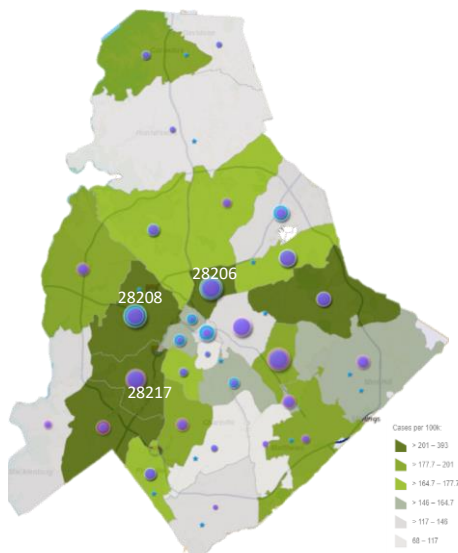 28206
28208
28217
Cases per 100k:
> 201 – 393
> 177.7 – 201
> 164.7 – 177.7
> 146 – 164.7
> 117 – 146
68 – 117